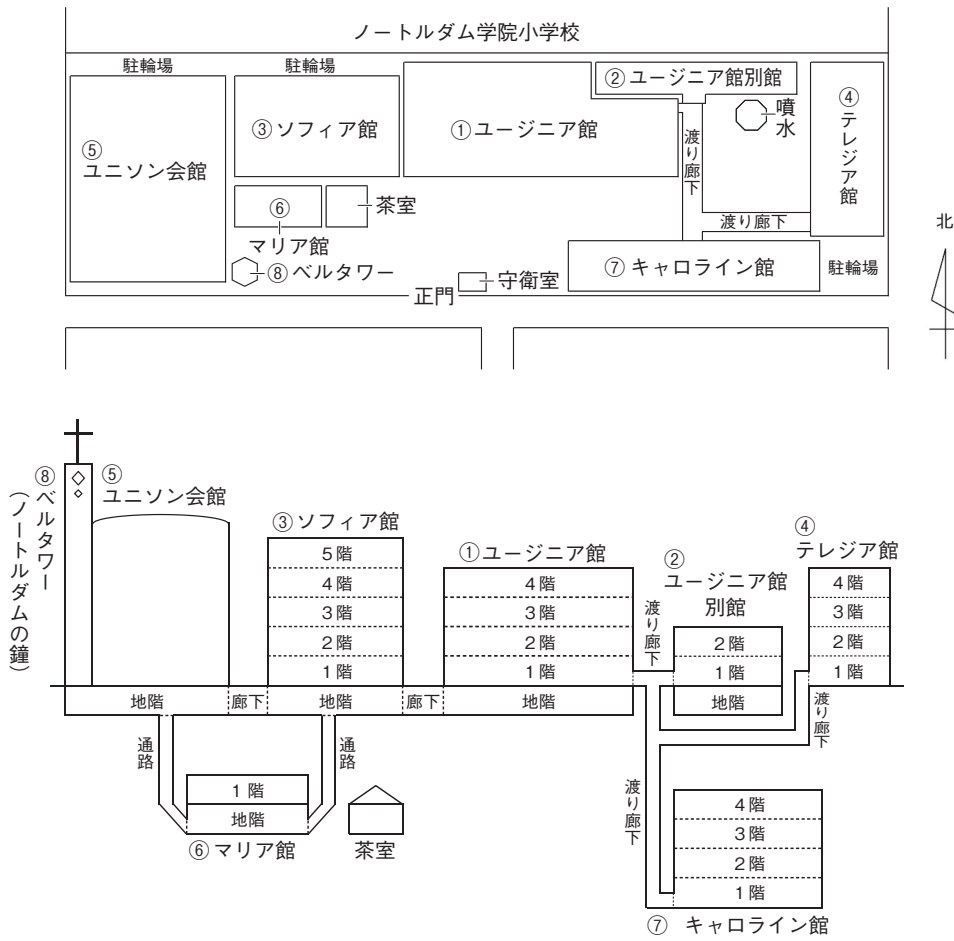 ノートルダム学院小学校
駐輪場
駐輪場
②ユージニア館別館
④テレジア館
噴水
③ソフィア館
①ユージニア館
⑤
ユニソン会館
渡り廊下
⑥
マリア館
茶室
渡り廊下
北
⑧ベルタワー
守衛室
⑦キャロライン館
駐輪場
正門
⑧ベルタワー
(ノートルダムの鐘)
⑤
ユニソン会館
③ソフィア館
5階
4階
3階
2階
1階
①ユージニア館
4階
3階
2階
1階
渡り廊下
②
ユージニア館
別館
2階
1階
地階
④
テレジア館
4階
3階
2階
1階
地階
廊下
地階
廊下
地階
渡り廊下
通路
通路
1階
地階
⑥マリア館
茶室
渡り廊下
4階
3階
2階
1階
⑦ キャロライン館